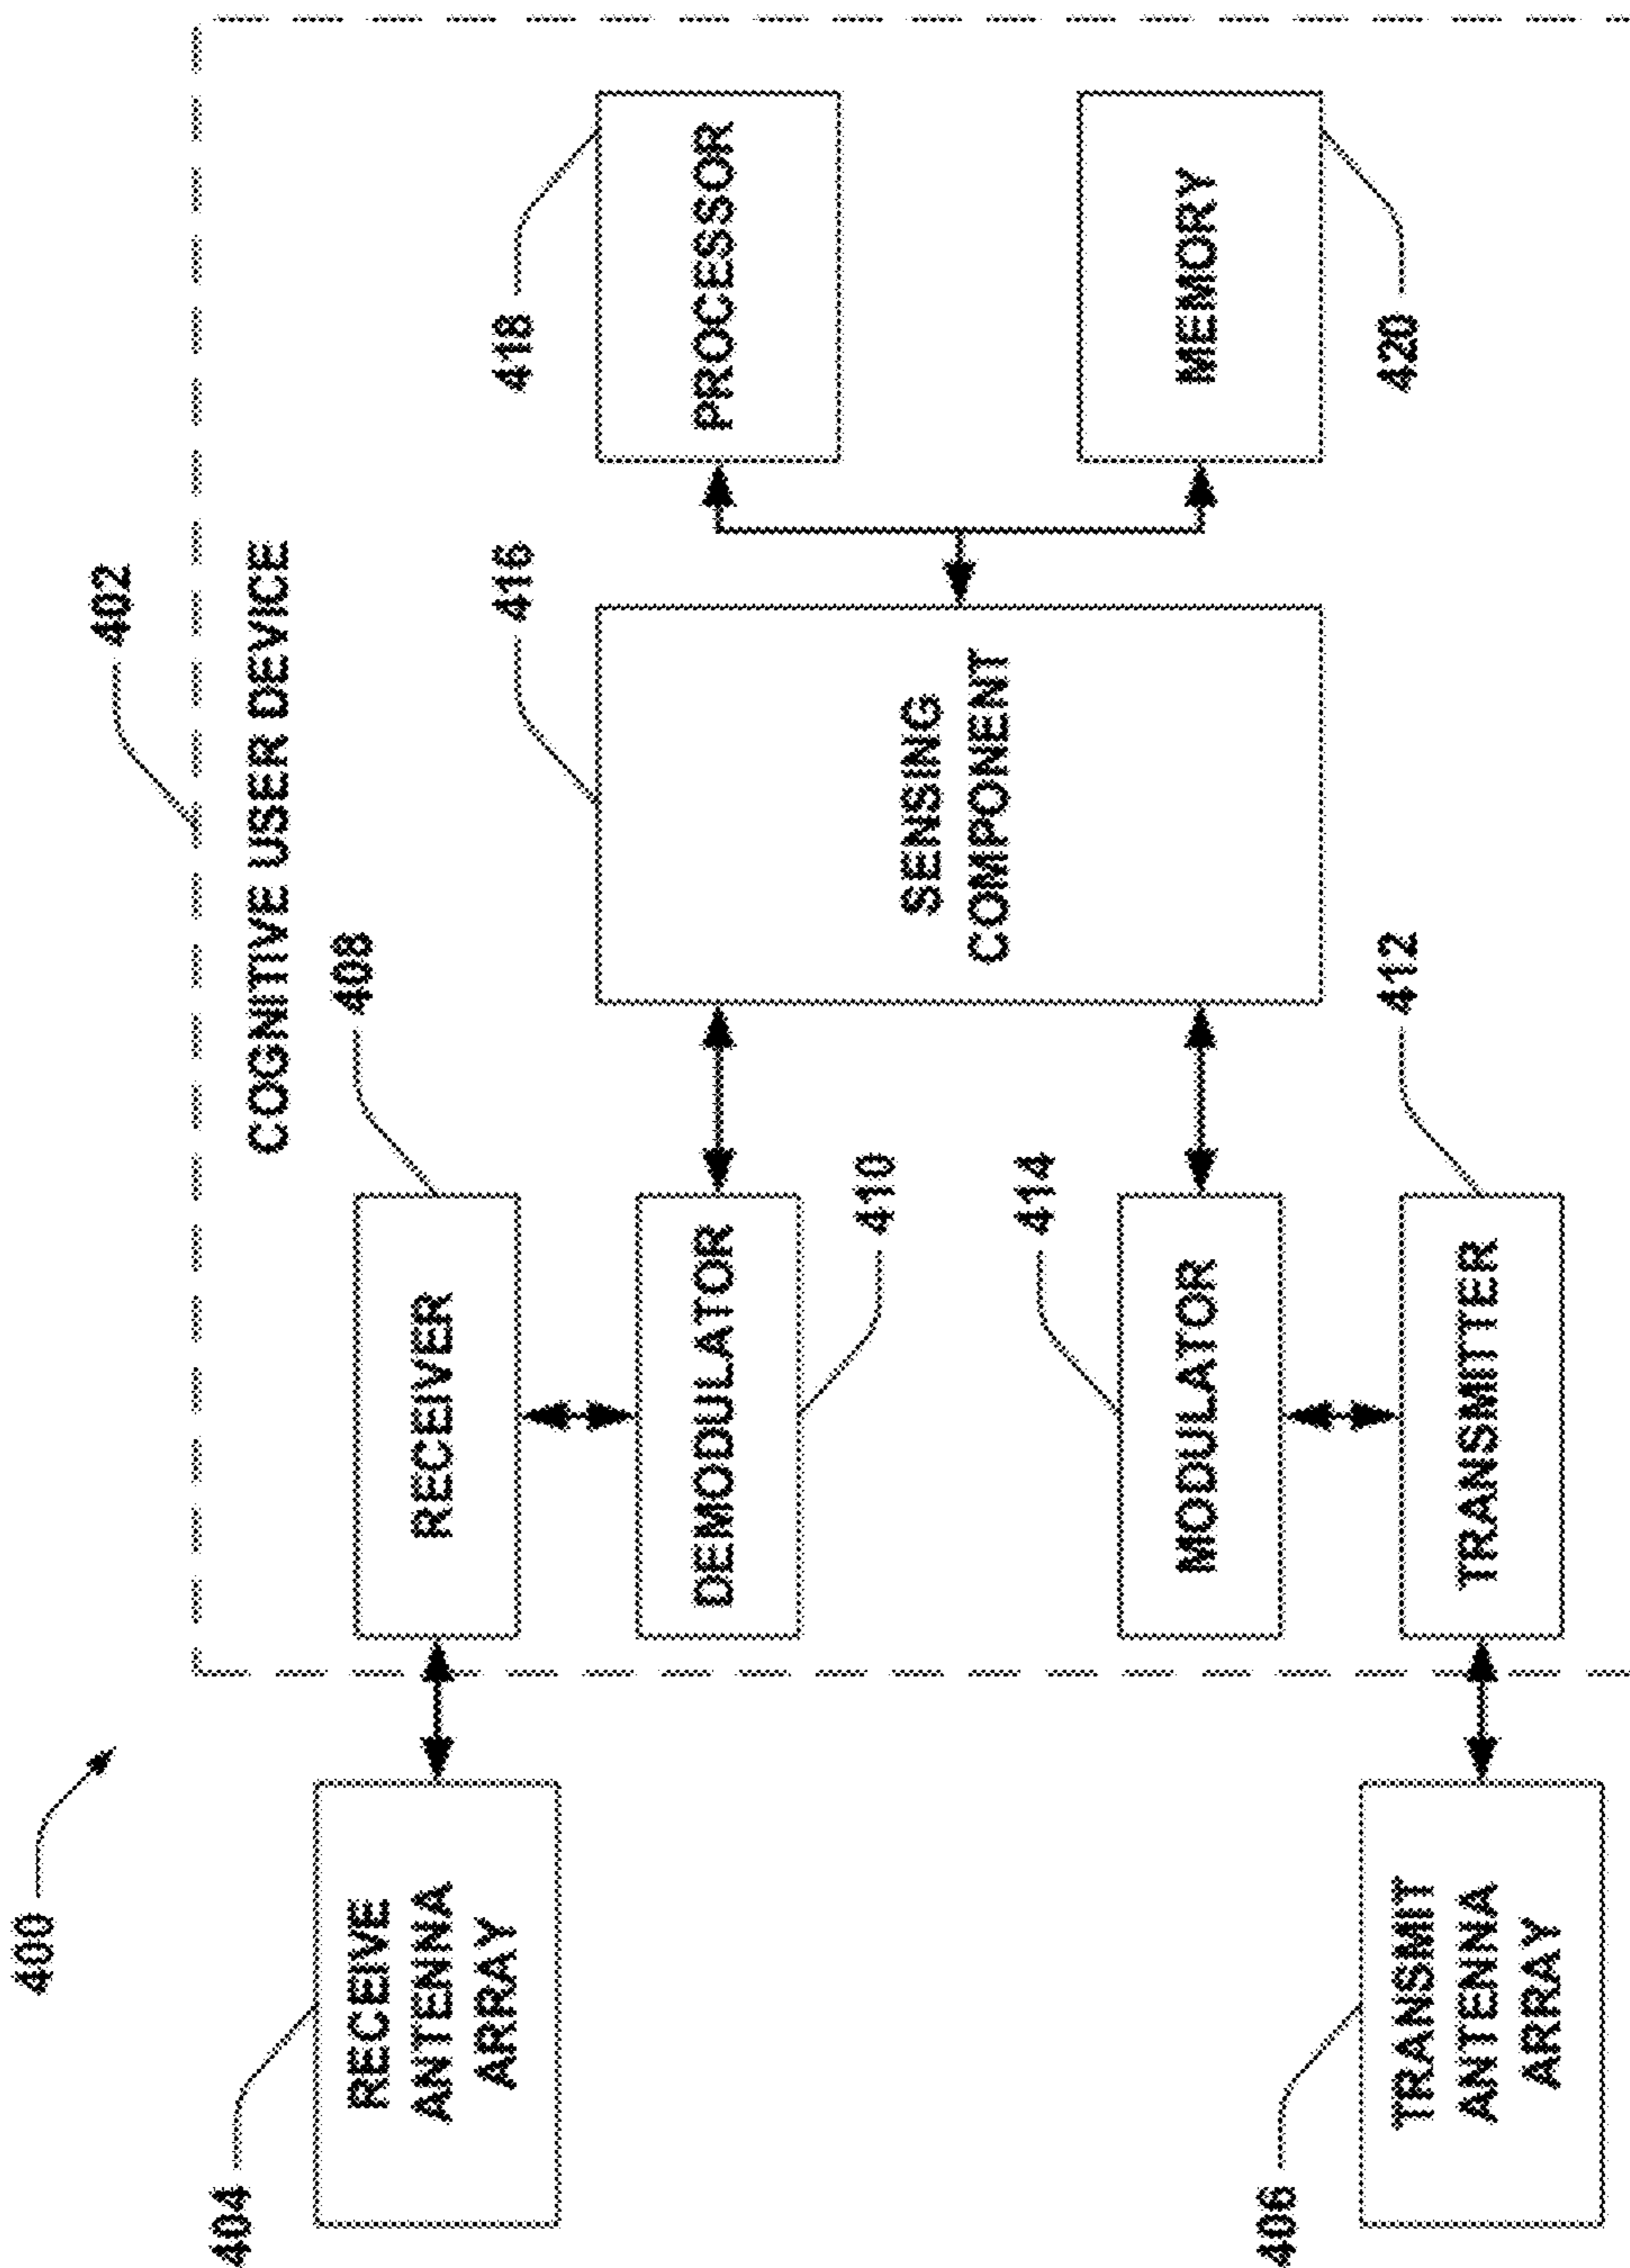 400
402
404
COGNITIVE USER DEVICE
408
RECEIVE
ANTENNA
ARRAY
RECEIVER
416
418
DEMODULATOR
PROCESSOR
410
SENSING
COMPONENT
414
MODULATOR
MEMORY
406
412
420
TRANSMIT
ANTENNA
ARRAY
TRANSMITTER